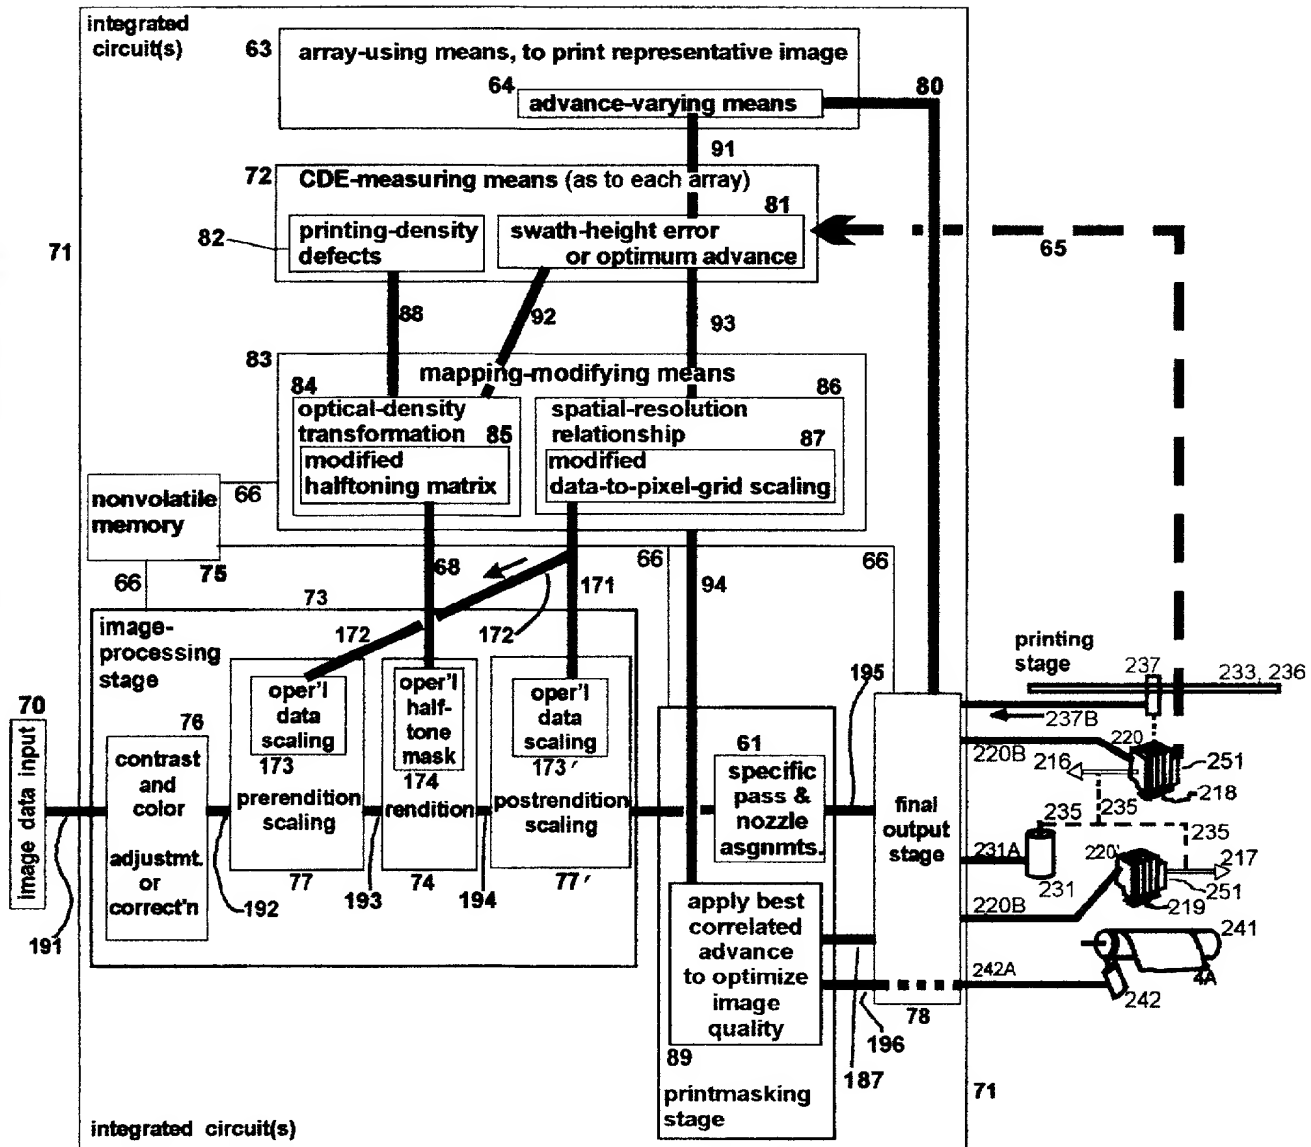 integrated
circuit(s)
63
array-using means, to print representative image
64
advance-varying means
80
91
72
CDE-measuring means (as to each array)
81
82
printing-density
defects
swath-height error
or optimum advance
65
71
88
92
93
83
mapping-modifying means
84
86
optical-density
transformation
85
modified
halftoning matrix
spatial-resolution
relationship
87
modified
data-to-pixel-grid scaling
nonvolatile
memory
66
75
66
68
171
172
66
94
66
73
image-
processing
stage
172
172
70
image data input
191
76
contrast
and
color
adjustmt.
or
correct'n
192
oper'l
data
scaling
173
prerendition
scaling
77
193
oper'l
half-
tone
mask
174
rendition
74
194
oper'l
data
scaling
173'
postrendition
scaling
77'
61
specific
pass &
nozzle
asgnmts.
195
apply best
correlated
advance
to optimize
image
quality
89
printmasking
stage
187
196
final
output
stage
78
71
printing
stage
237
233, 236
237B
220
220B
216
251
218
235
235
235
231A
231
220'
217
251
219
220B
241
242A
242
4A
integrated circuit(s)